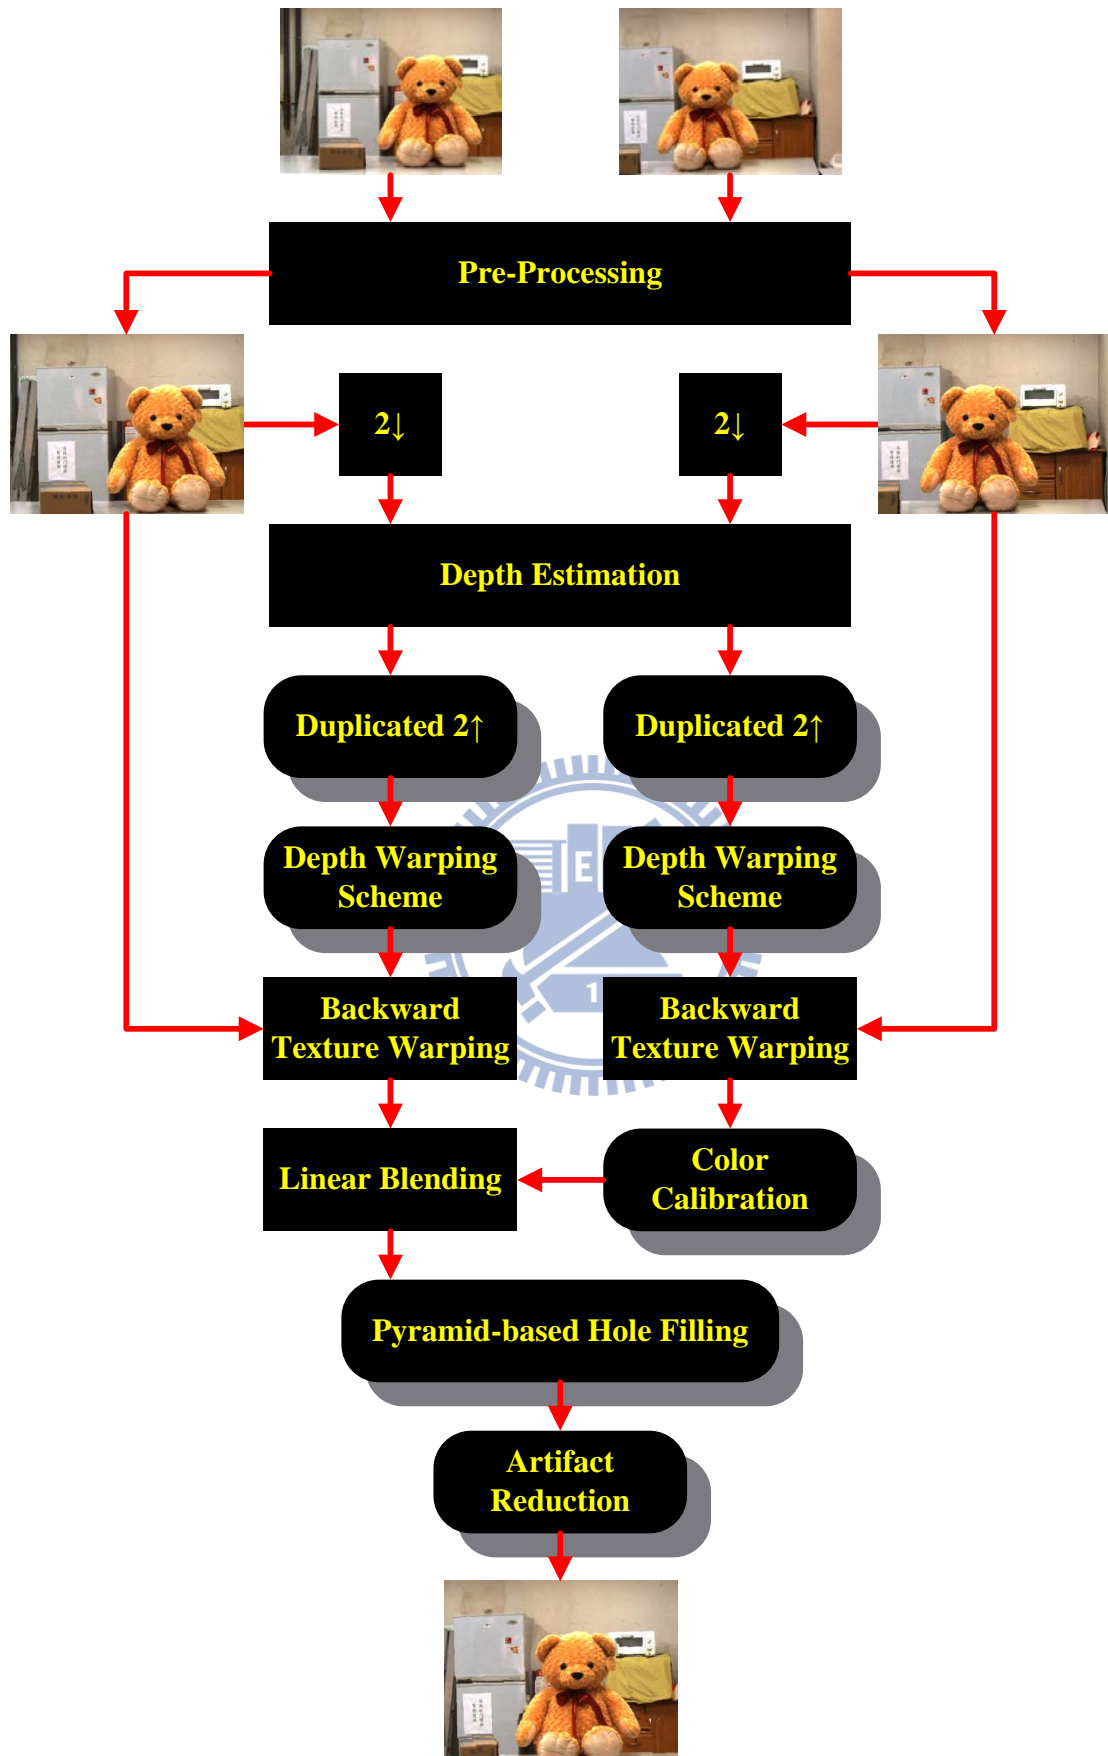 Pre-Processing
2↓
2↓
Depth Estimation
Duplicated 2↑
Duplicated 2↑
Depth Warping
Scheme
Depth Warping
Scheme
E
Backward
Texture Warping
Backward
Texture Warping
1
Linear Blending
Color
Calibration
Pyramid-based Hole Filling
Artifact
Reduction